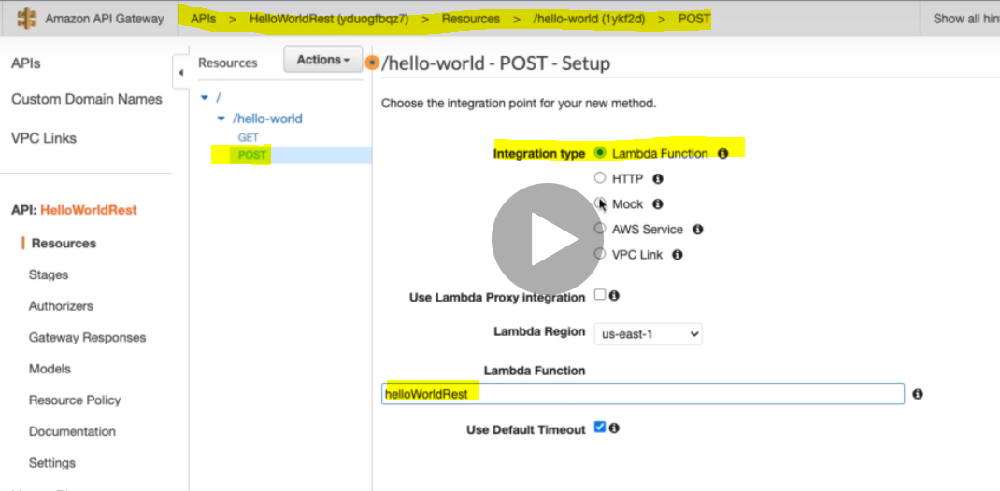 Amazon API Gateway
APIs > HelloWorldRest (yduogfbqz7) > Resources > /hello-world (1ykf2d) > POST
Show all
APIs
Custom Domain Names
VPC Links
API: HelloWorldRest
Resources
Stages
Authorizers
Gateway Responses
Models
Resource Policy
Documentation
Settings
Resources
Actions
/
/hello-world
GET
POST
/hello-world - POST - Setup
Choose the integration point for your new method.
Integration type Lambda Function
HTTP
Mock
AWS Service
VPC Link
Use Lambda Proxy integration
Lambda Region us-east-1
Lambda Function
helloWorldRest
Use Default Timeout